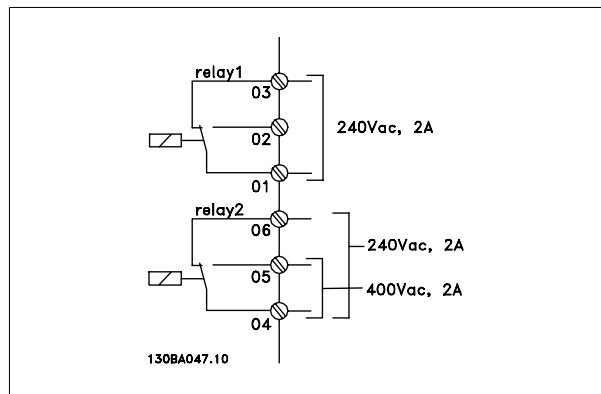 relay1
03
02
240Vac, 2A
01
relay2
06
240Vac, 2A
05
400Vac, 2A
04
130BA047.10